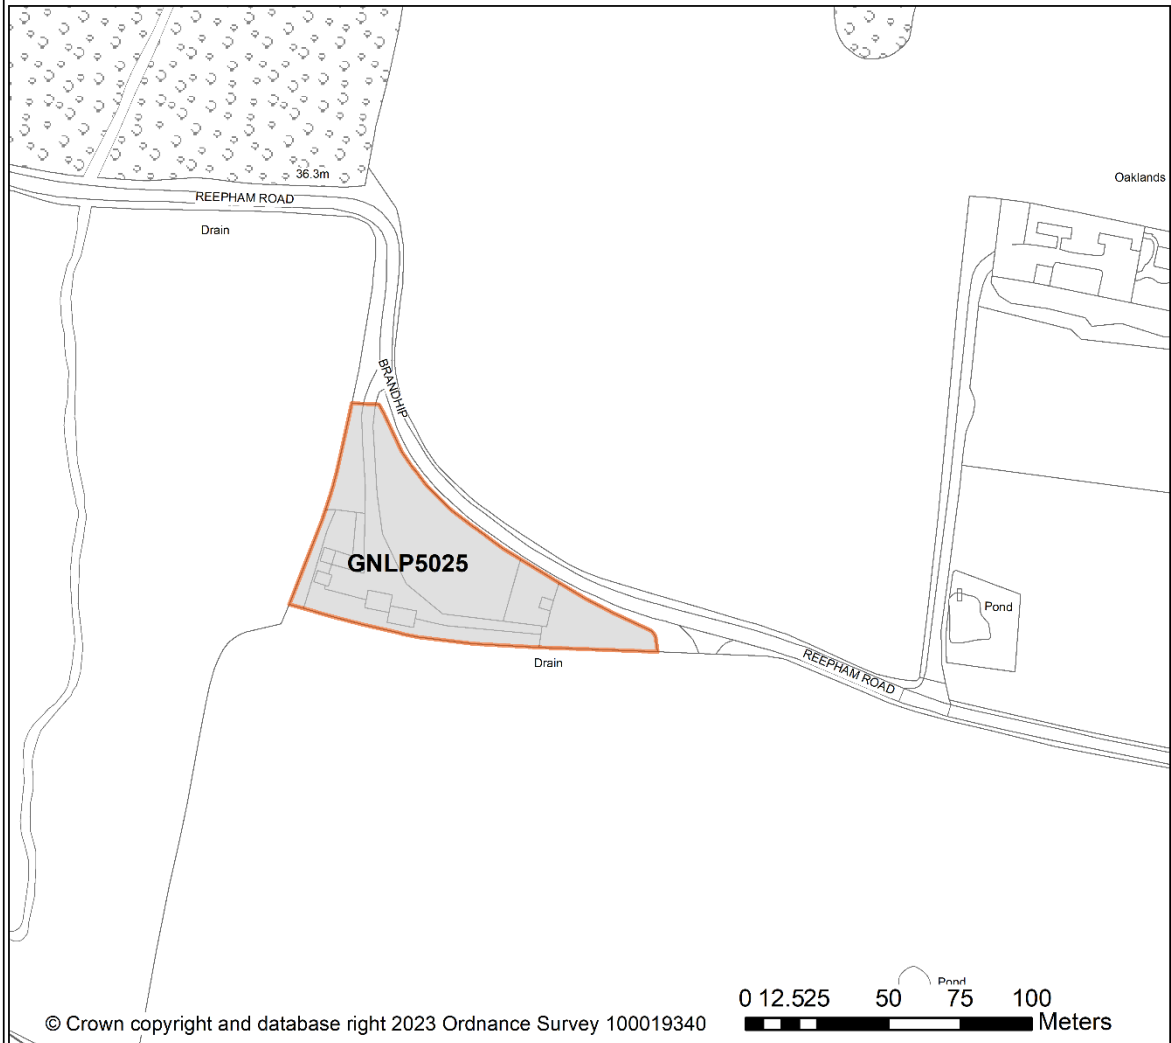 Oaklands
36.3m
REEPHAM ROAD
Drain
BRANDHIP
GNLP5025
Pond
Drain
REEPHAM ROAD
Pond
0 12.525 50 75 100
Meters
© Crown copyright and database right 2023 Ordnance Survey 100019340